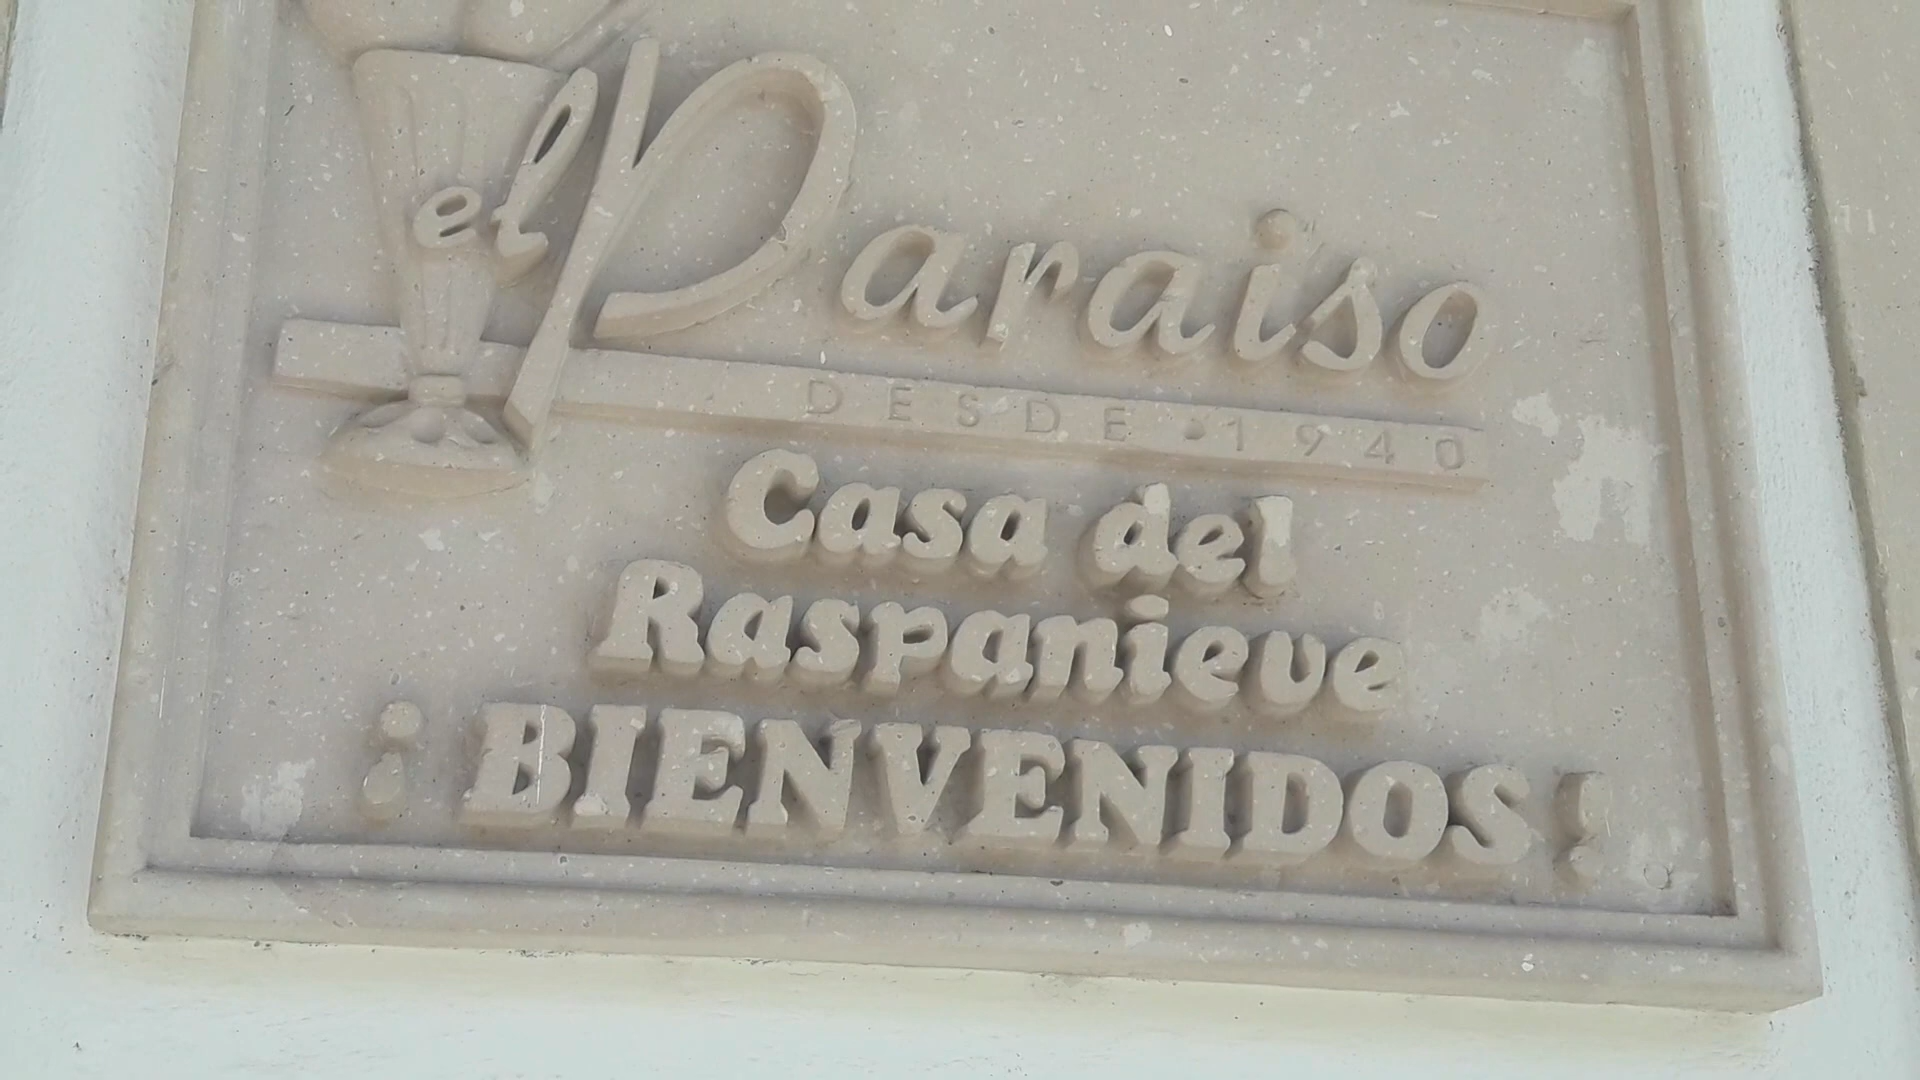 el Paraiso
DESDE • 1940
Casa del
Raspanieve
¡BIENVENIDOS!